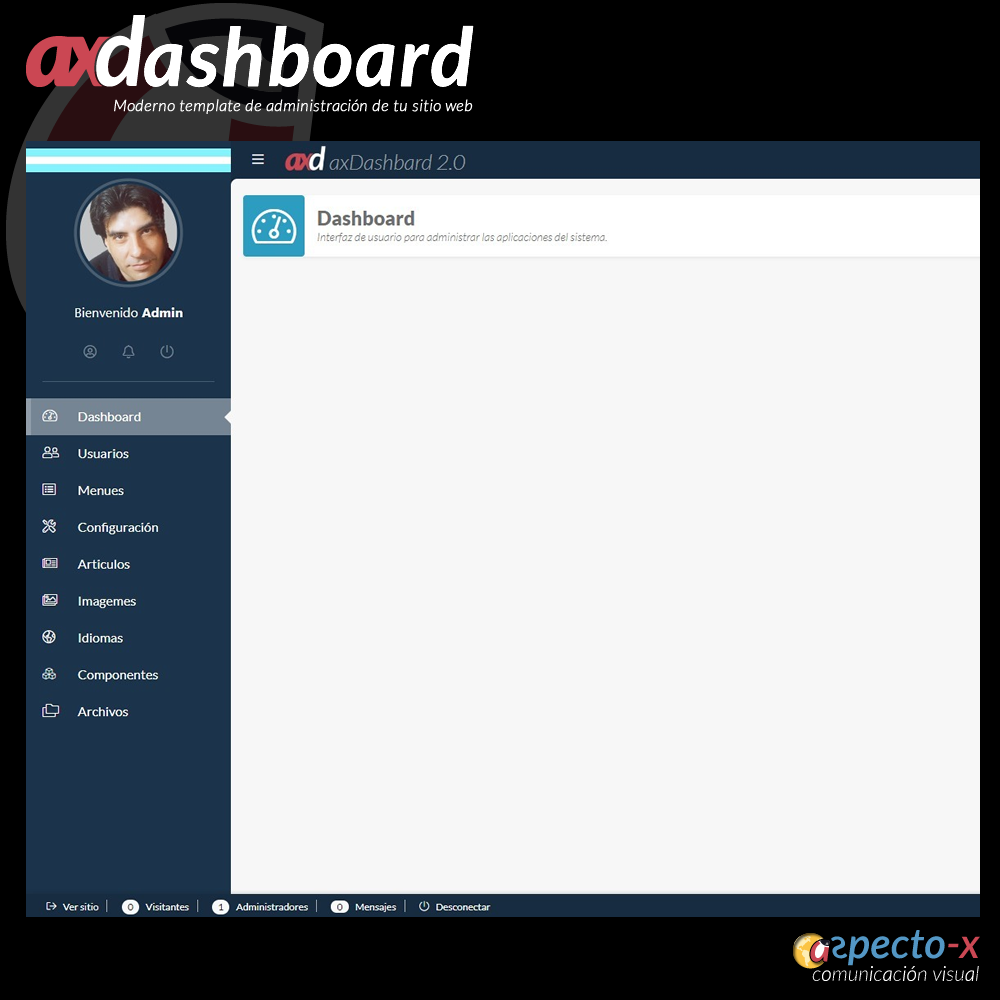 axdashboard
Moderno template de administración de tu sitio web
axd axDashbard 2.0
Dashboard
Interfaz de usuario para administrar las aplicaciones del sistema.
Bienvenido Admin
Dashboard
Usuarios
Menues
Configuración
Articulos
Imagemes
Idiomas
Componentes
Archivos
Ver sitio 0 Visitantes 1 Administradores 0 Mensajes Desconectar
aspecto-x
comunicación visual